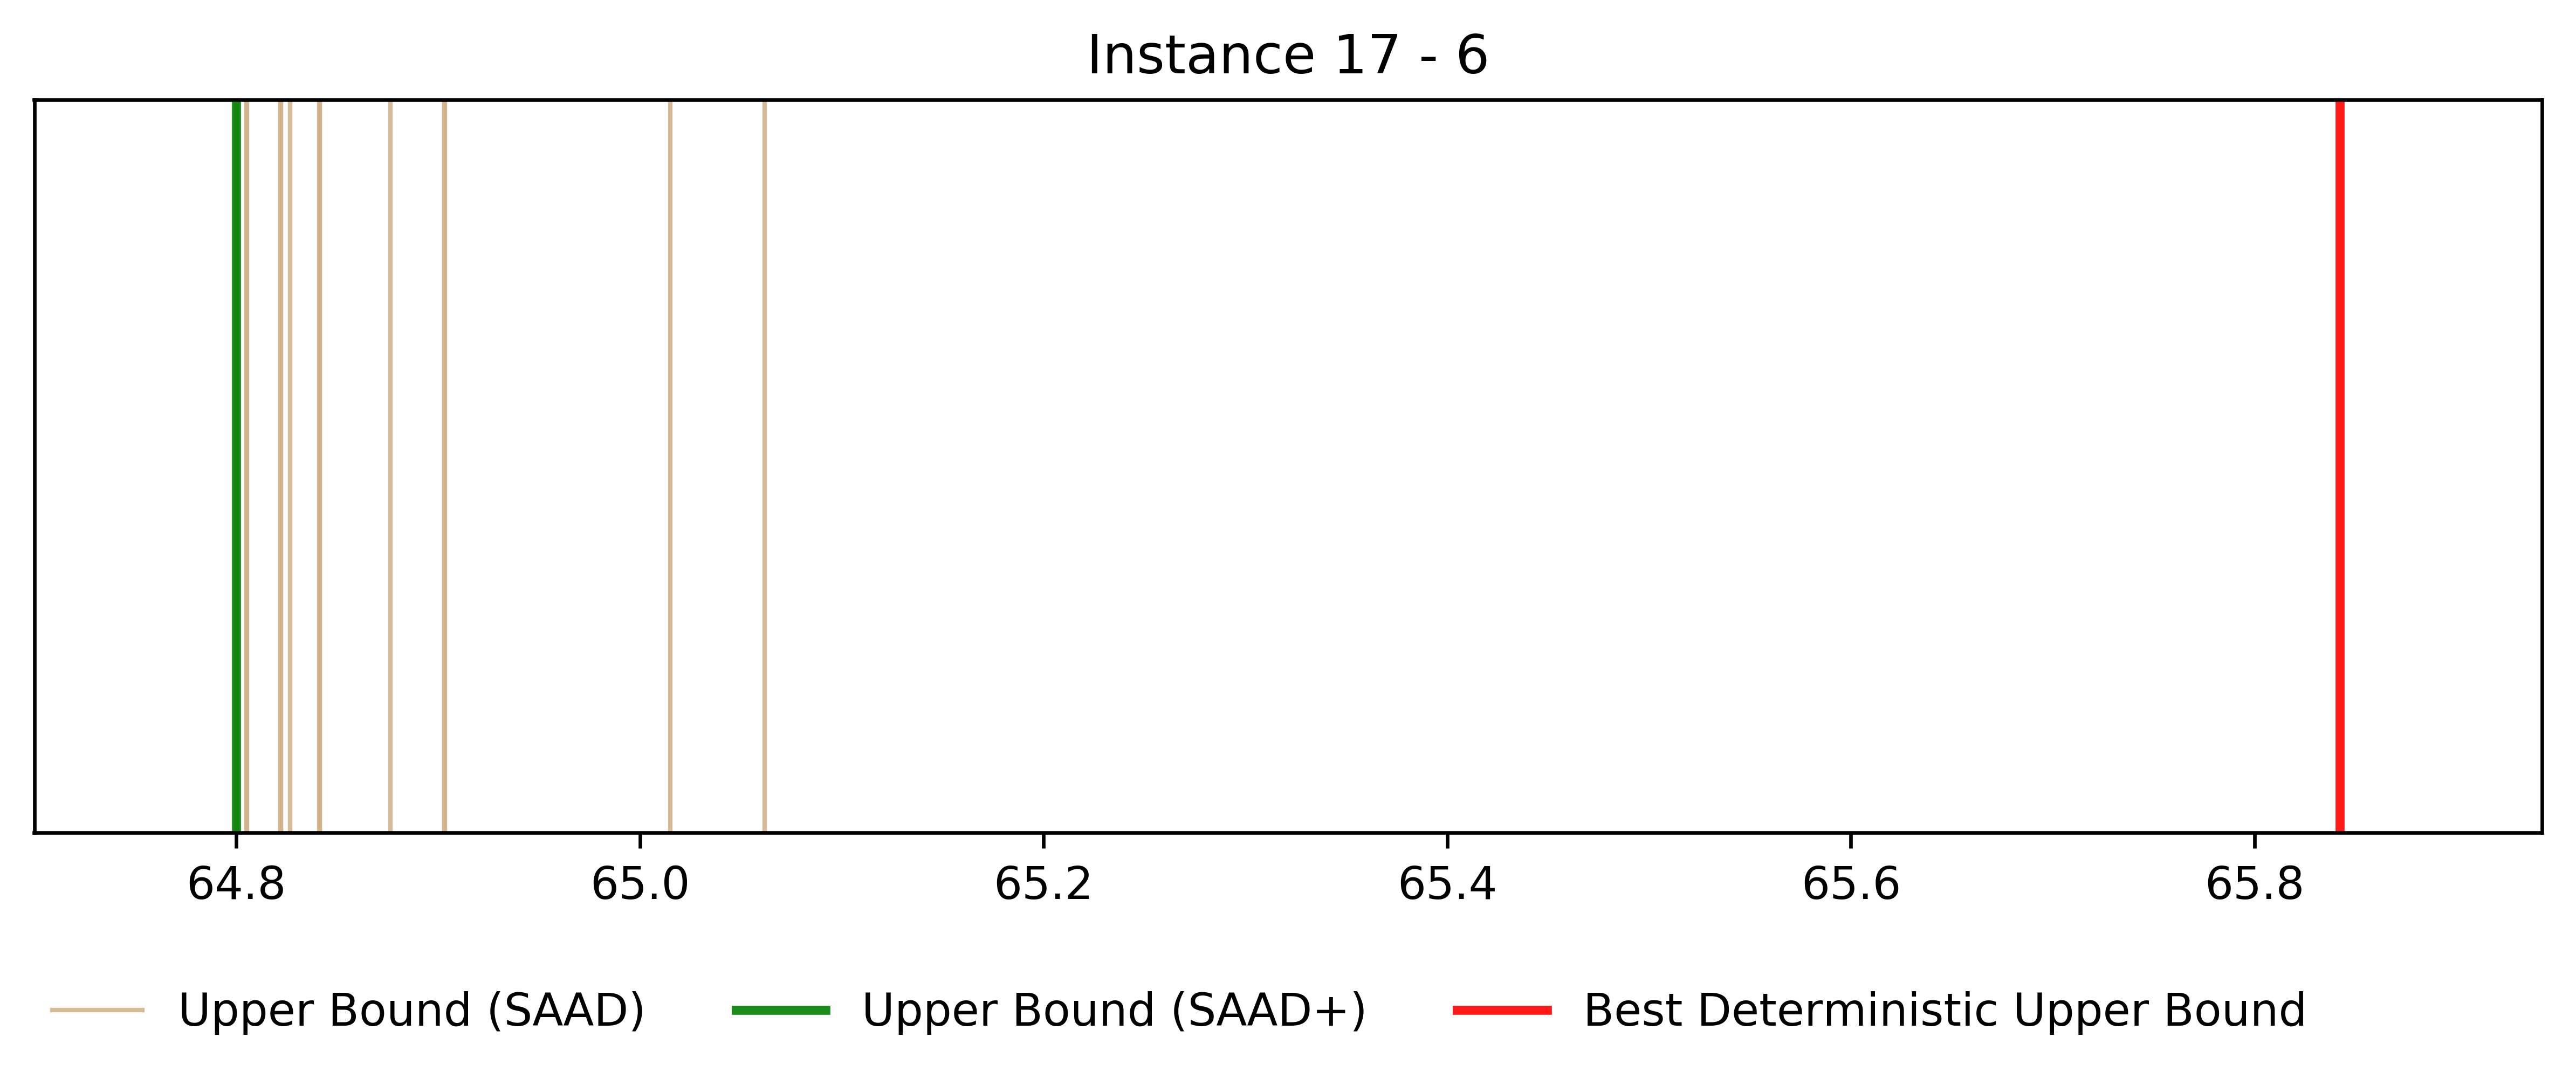 Instance 17 - 6
64.8 65.0 65.2 65.4 65.6 65.8
Upper Bound (SAAD) Upper Bound (SAAD+) Best Deterministic Upper Bound